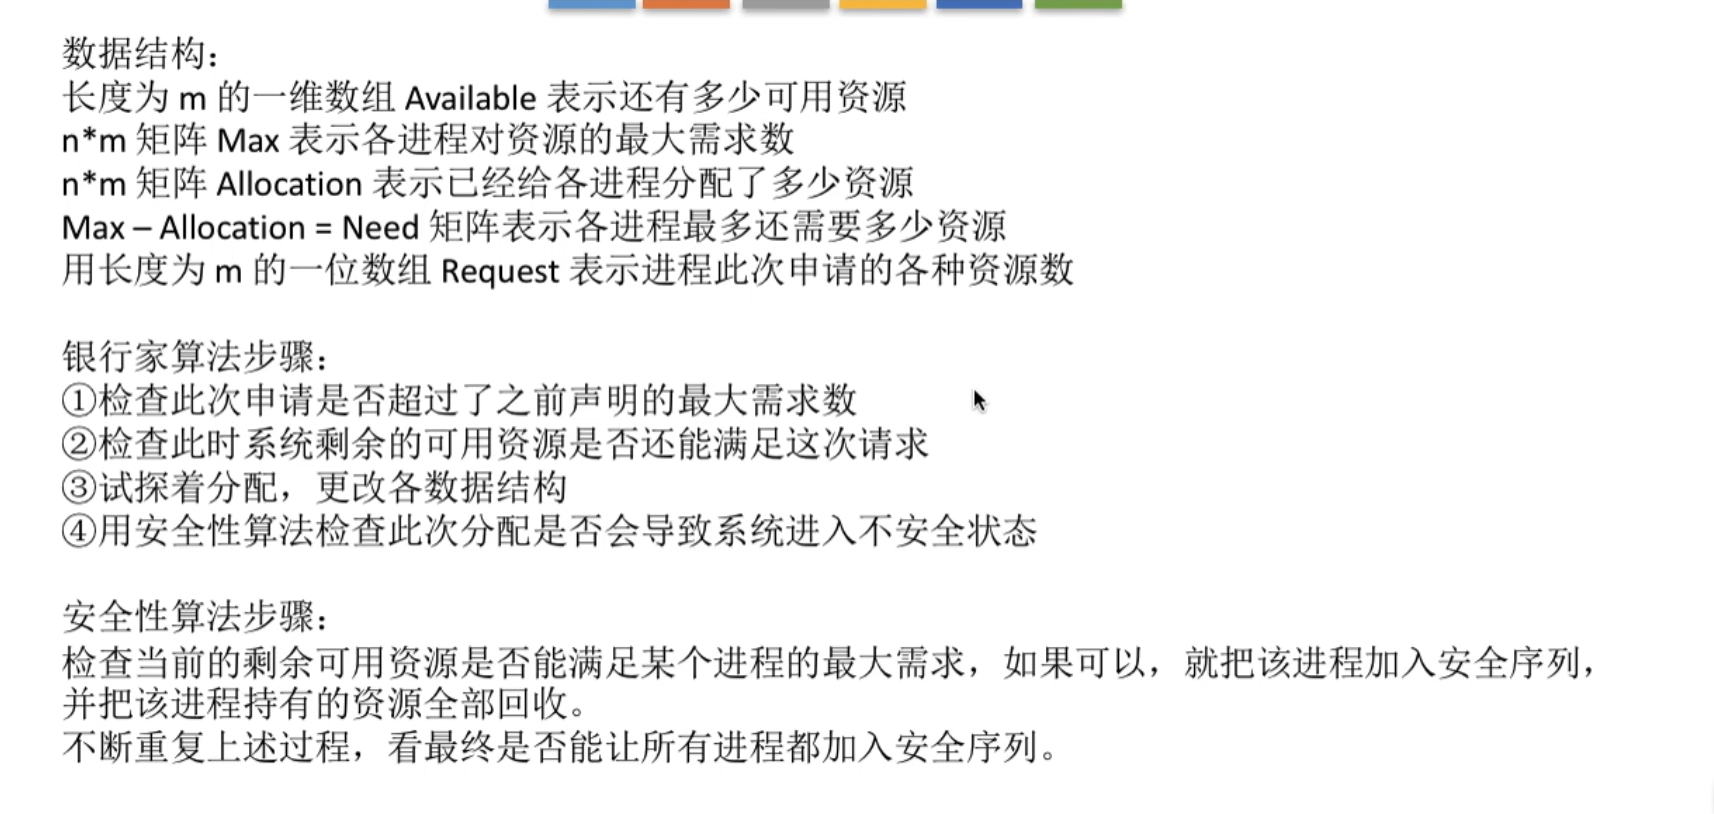 数据结构：
长度为 m 的一维数组 Available 表示还有多少可用资源
n*m 矩阵 Max 表示各进程对资源的最大需求数
n*m 矩阵 Allocation 表示已经给各进程分配了多少资源
Max – Allocation = Need 矩阵表示各进程最多还需要多少资源
用长度为 m 的一位数组 Request 表示进程此次申请的各种资源数
银行家算法步骤：
①检查此次申请是否超过了之前声明的最大需求数
②检查此时系统剩余的可用资源是否还能满足这次请求
③试探着分配，更改各数据结构
④用安全性算法检查此次分配是否会导致系统进入不安全状态
安全性算法步骤：
检查当前的剩余可用资源是否能满足某个进程的最大需求，如果可以，就把该进程加入安全序列，
并把该进程持有的资源全部回收。
不断重复上述过程，看最终是否能让所有进程都加入安全序列。